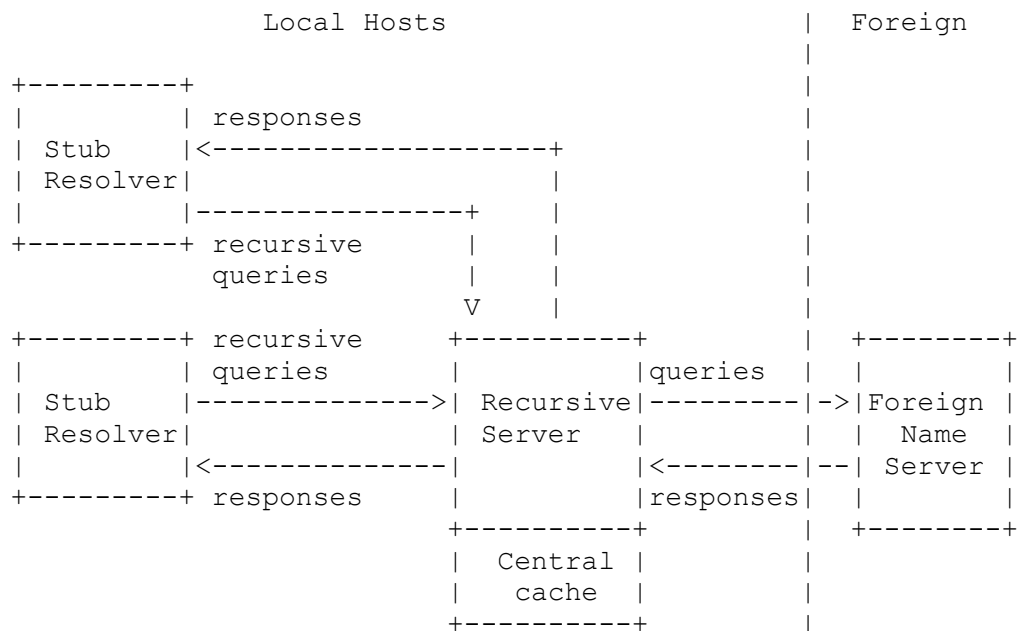 Local Hosts | Foreign
|
+---------+ |
| | responses |
| Stub |<--------------------+ |
| Resolver| | |
| |----------------+ | |
+---------+ recursive | | |
queries | | |
V | |
+---------+ recursive +----------+ | +--------+
| | queries | |queries | | |
| Stub |-------------->| Recursive|---------|->|Foreign |
| Resolver| | Server | | | Name |
| |<--------------| |<--------|--| Server |
+---------+ responses | |responses| | |
+----------+ | +--------+
| Central | |
| cache | |
+----------+ |